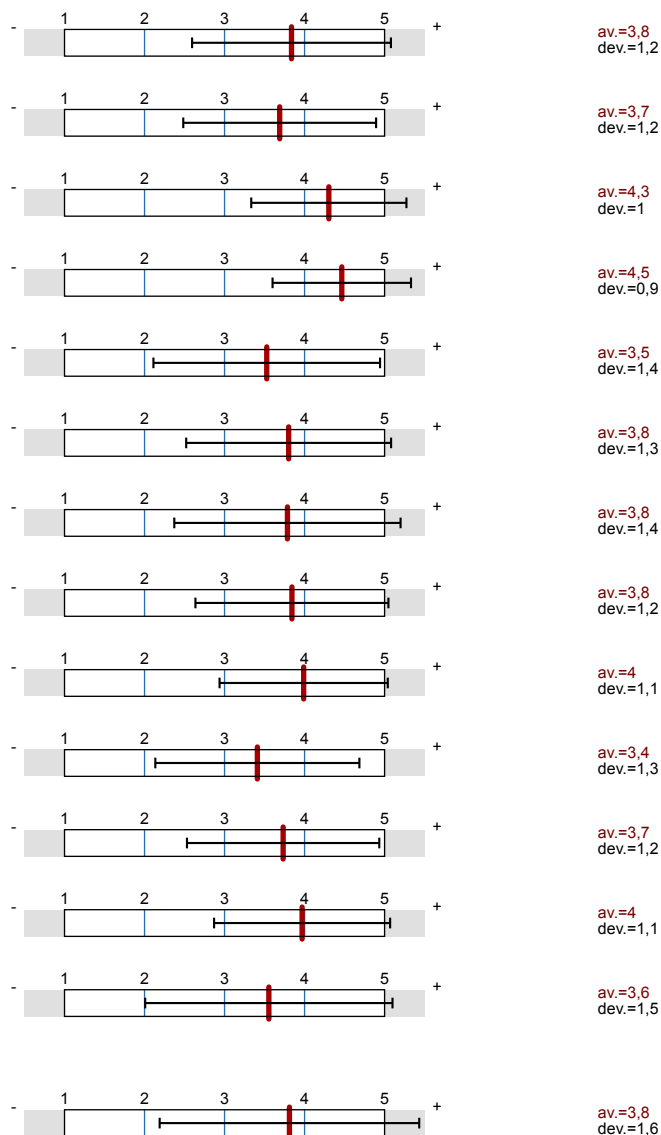 1 2 3 4 5
- + av.=3,8
dev.=1,2
1 2 3 4 5
- + av.=3,7
dev.=1,2
1 2 3 4 5
- + av.=4,3
dev.=1
1 2 3 4 5
- + av.=4,5
dev.=0,9
1 2 3 4 5
- + av.=3,5
dev.=1,4
1 2 3 4 5
- + av.=3,8
dev.=1,3
1 2 3 4 5
- + av.=3,8
dev.=1,4
1 2 3 4 5
- + av.=3,8
dev.=1,2
1 2 3 4 5
- + av.=4
dev.=1,1
1 2 3 4 5
- + av.=3,4
dev.=1,3
1 2 3 4 5
- + av.=3,7
dev.=1,2
1 2 3 4 5
- + av.=4
dev.=1,1
1 2 3 4 5
- + av.=3,6
dev.=1,5
1 2 3 4 5
- + av.=3,8
dev.=1,6